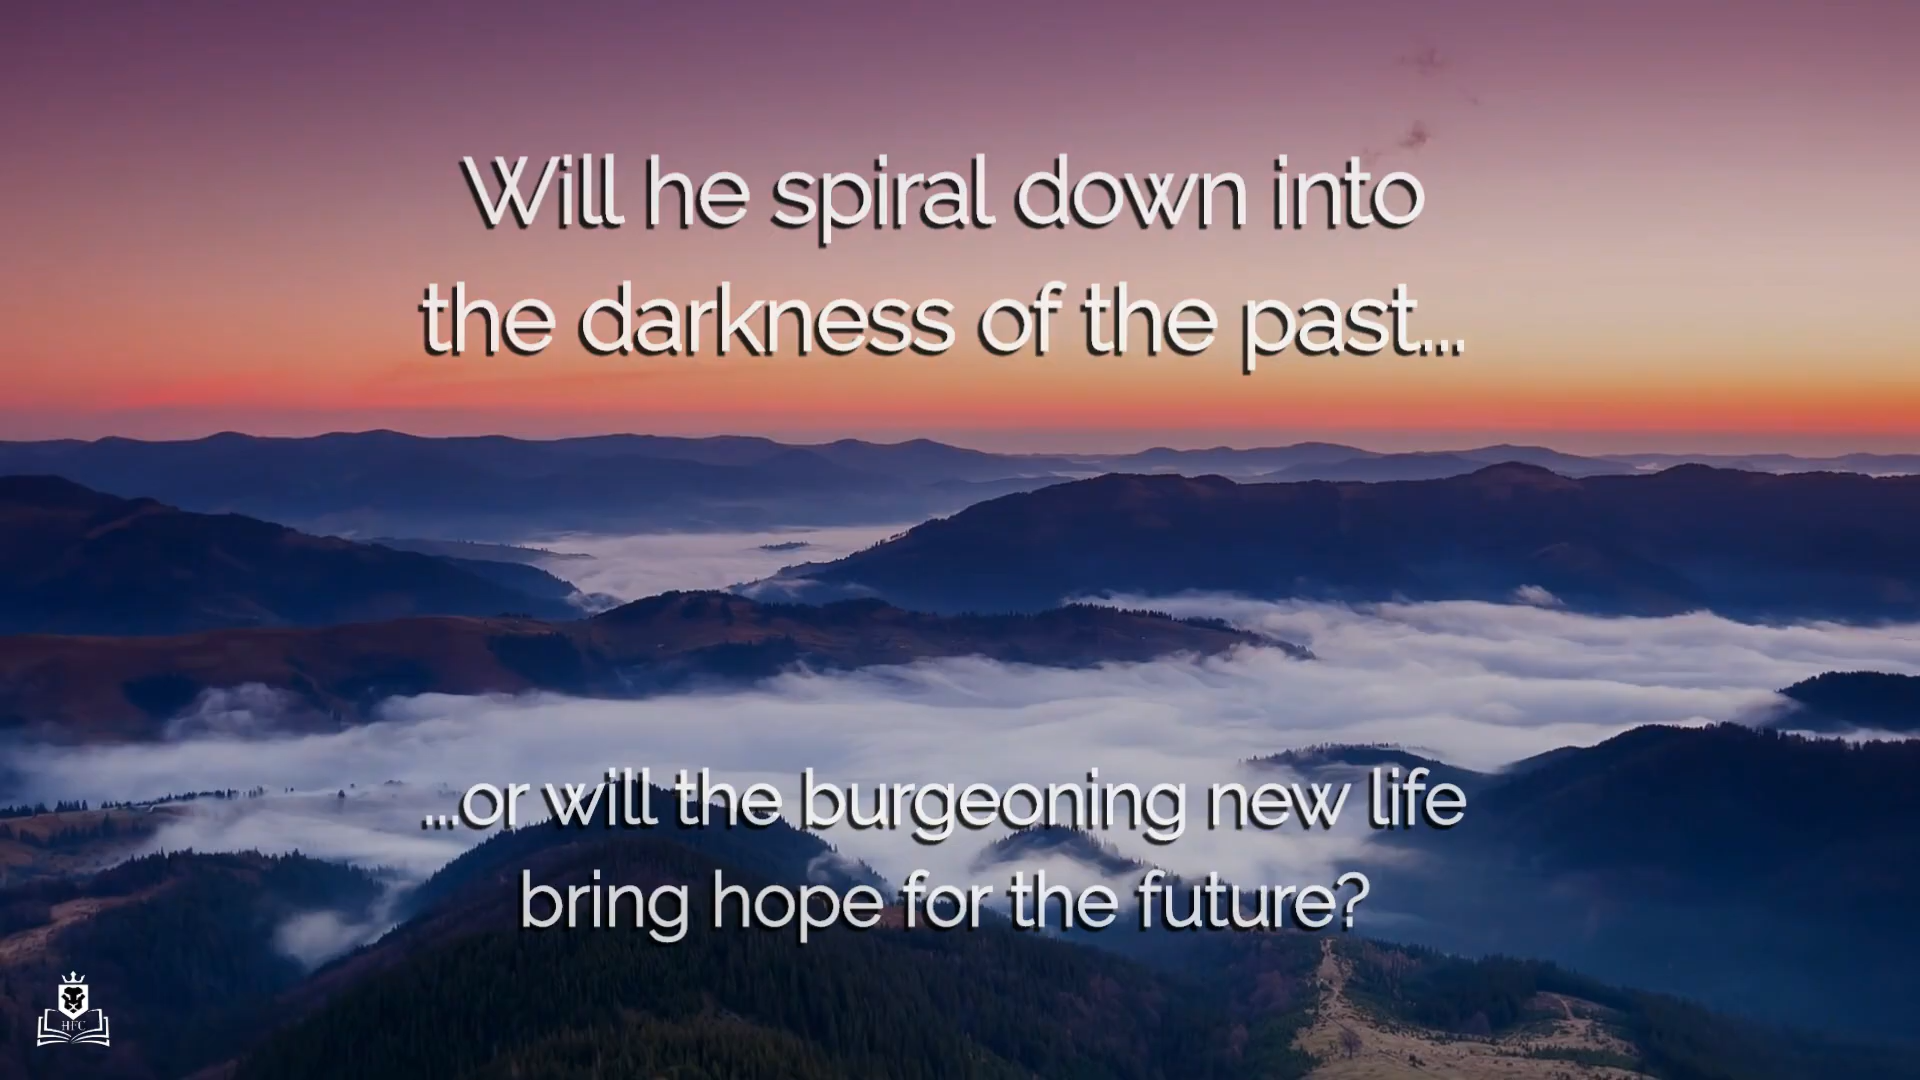 Will he spiral down into
the darkness of the past...
...or will the burgeoning new life
bring hope for the future?
HFC